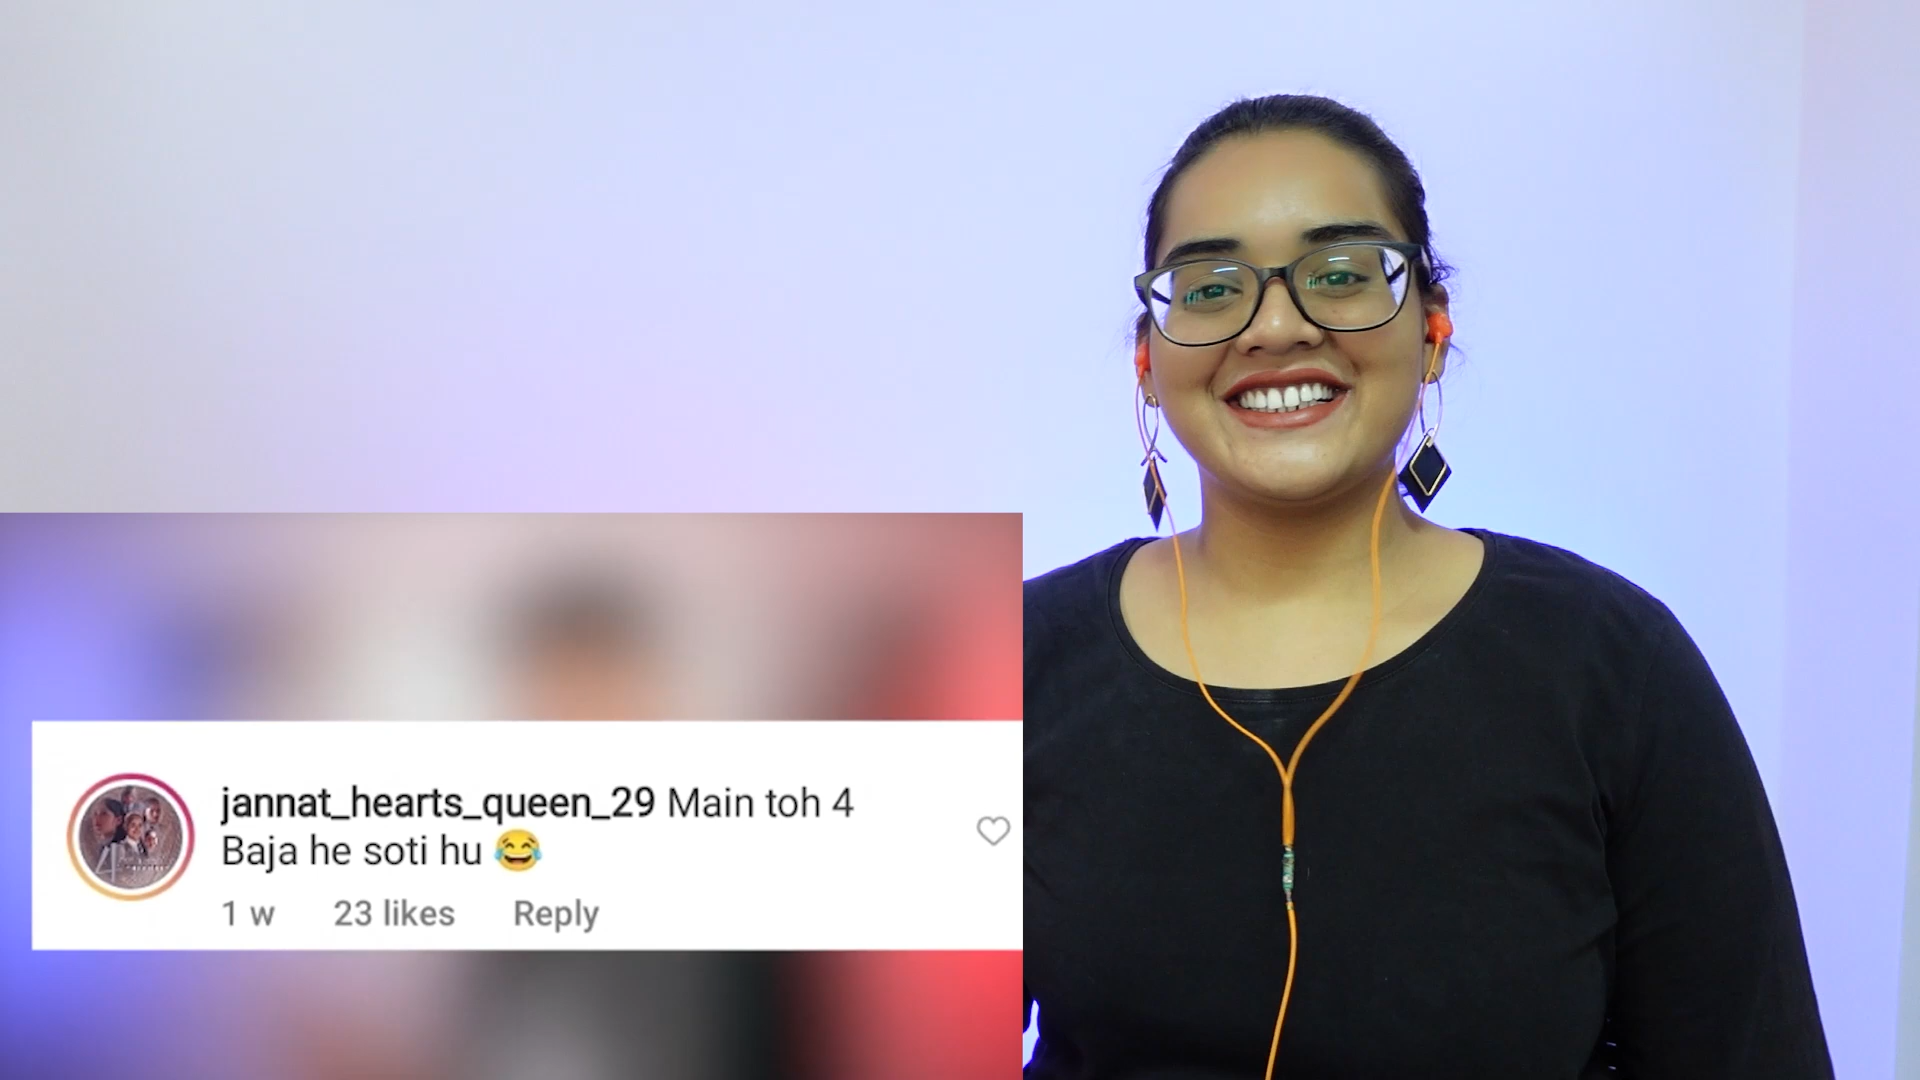 jannat_hearts_queen_29 Main toh 4
Baja he soti hu 😂
1 w 23 likes Reply